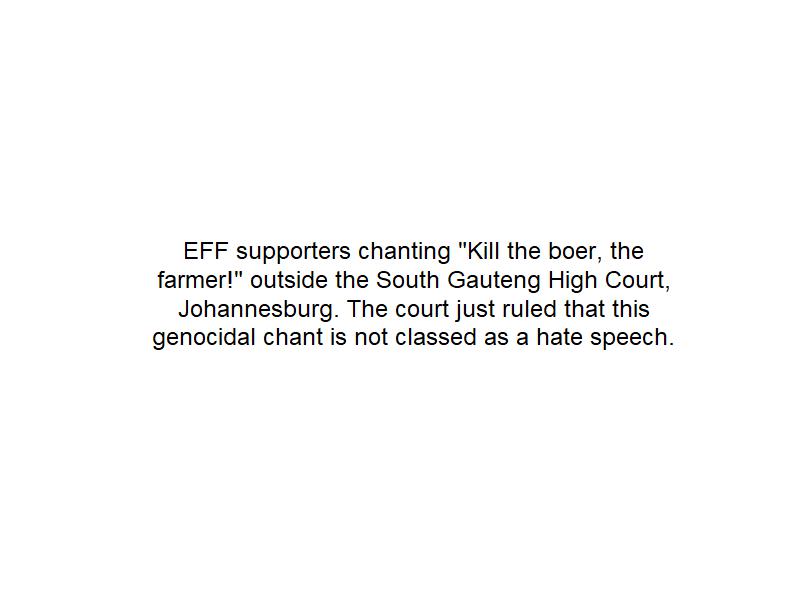 EFF supporters chanting "Kill the boer, the
farmer!" outside the South Gauteng High Court,
Johannesburg. The court just ruled that this
genocidal chant is not classed as a hate speech.